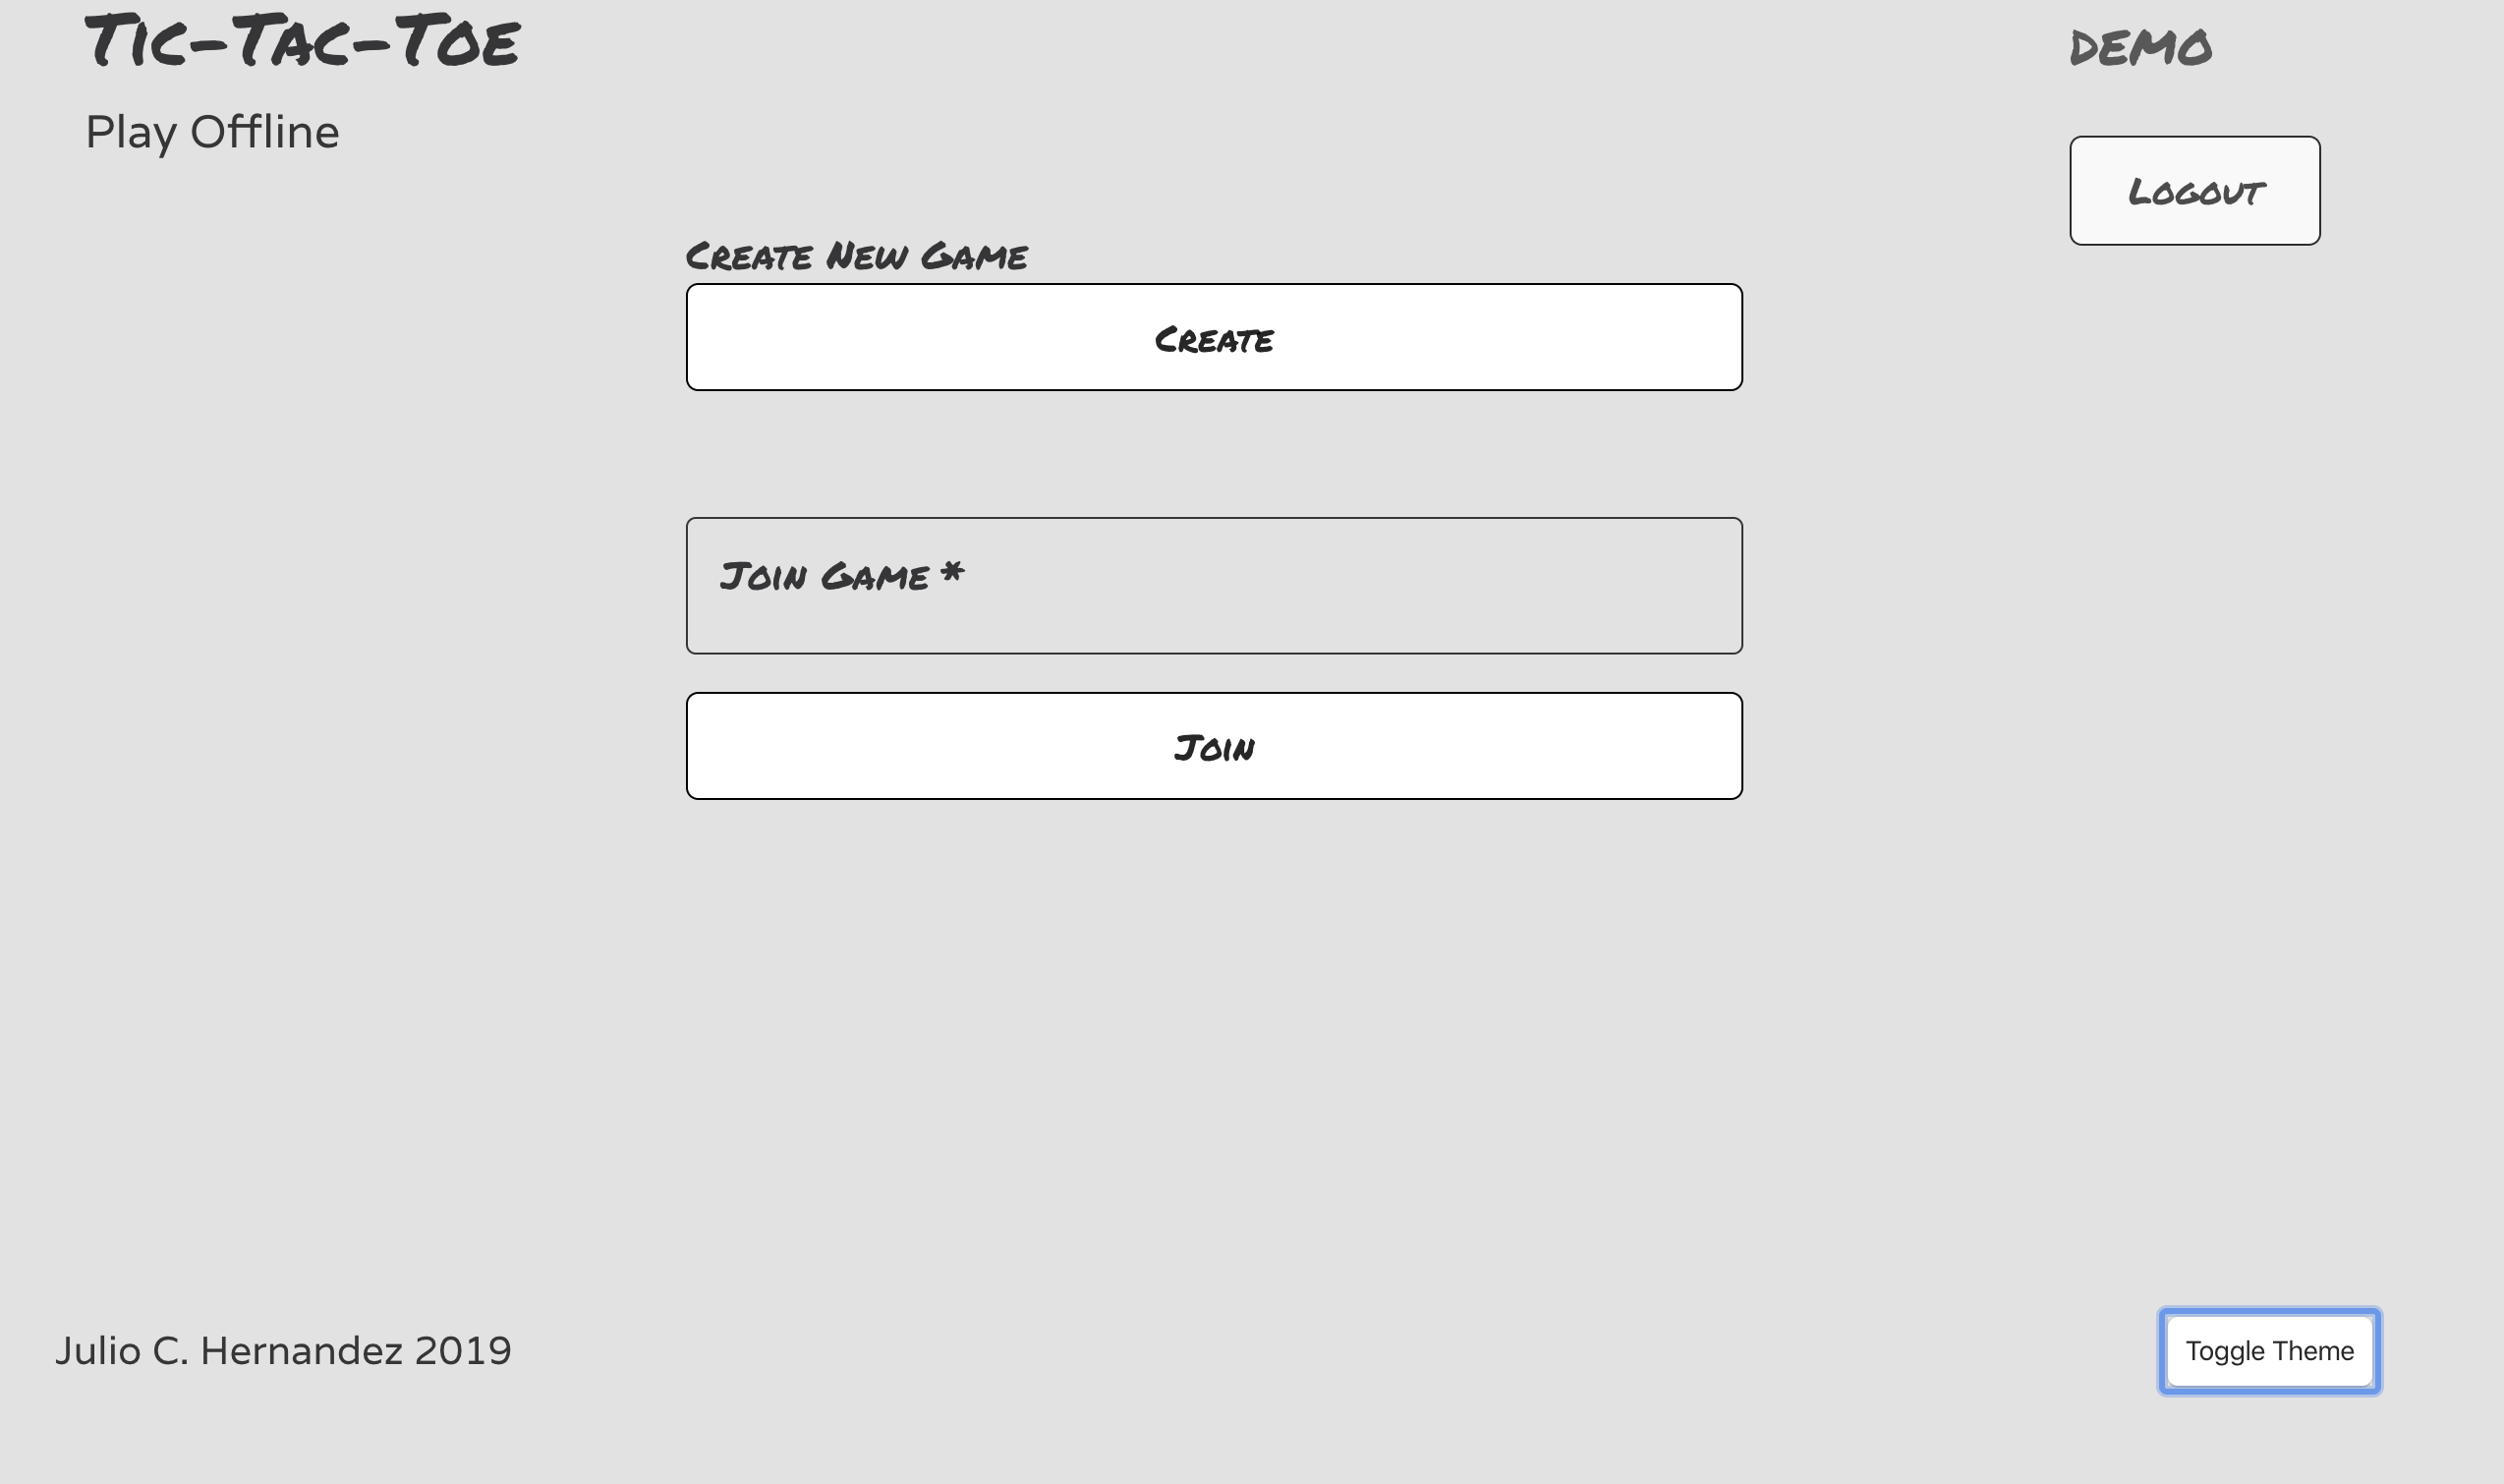 Tic-Tac-Toe
demo
Play Offline
Logout
Create New Game
Create
Join Game *
Join
Julio C. Hernandez 2019
Toggle Theme